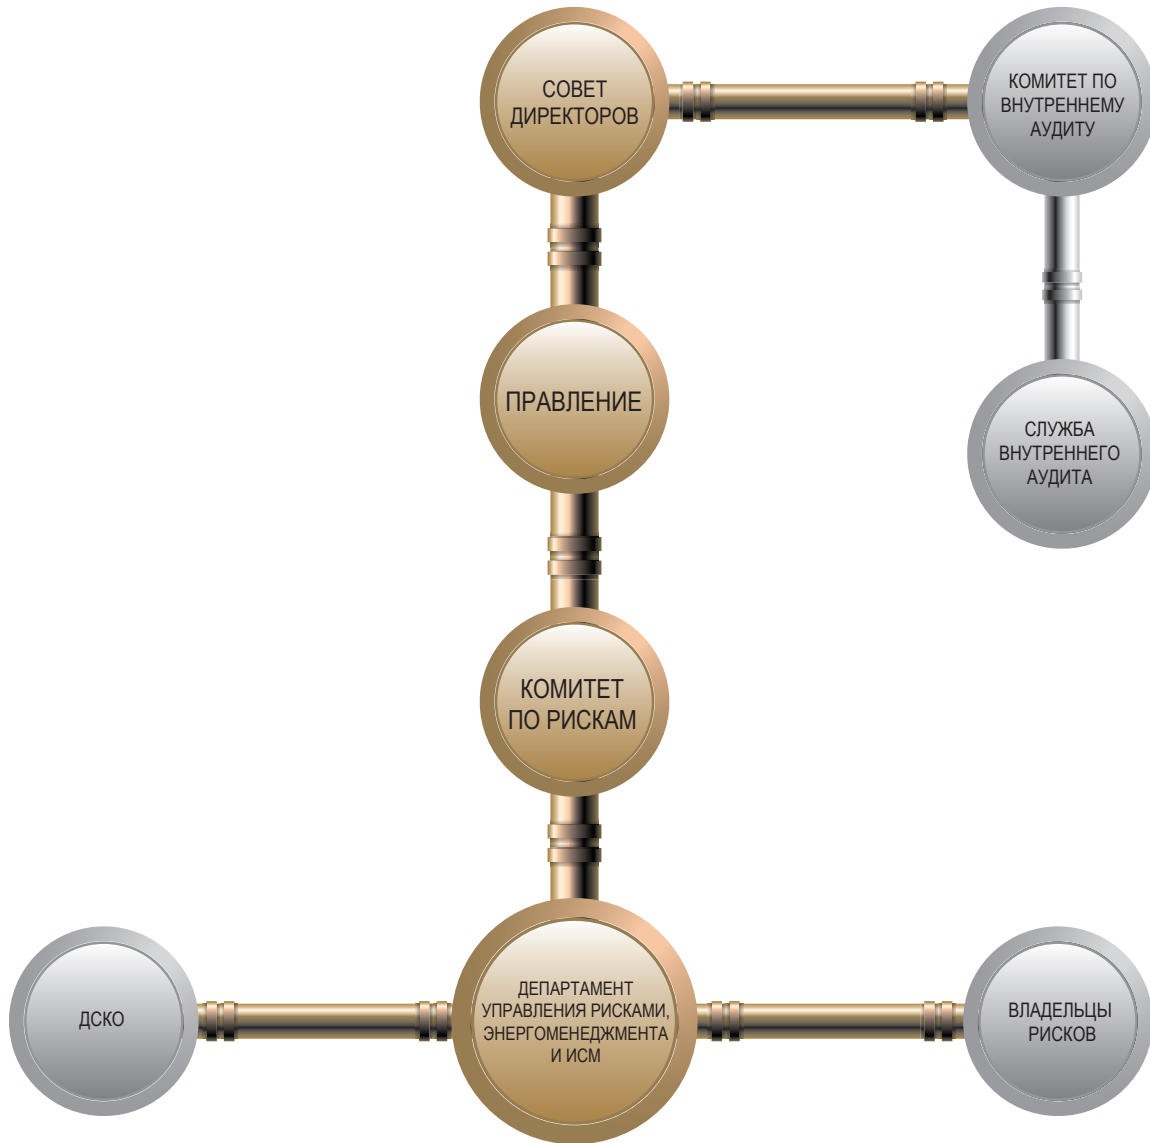 СОВЕТ
ДИРЕКТОРОВ
КОМИТЕТ ПО
ВНУТРЕННЕМУ
АУДИТУ
ПРАВЛЕНИЕ
СЛУЖБА
ВНУТРЕННЕГО
АУДИТА
КОМИТЕТ
ПО РИСКАМ
ДСКО
ДЕПАРТАМЕНТ
УПРАВЛЕНИЯ РИСКАМИ,
ЭНЕРГОМЕНЕДЖМЕНТА
И ИСМ
ВЛАДЕЛЬЦЫ
РИСКОВ